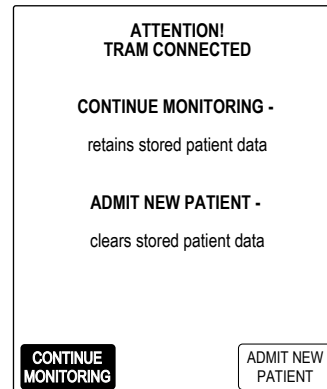 ATTENTION!
TRAM CONNECTED
CONTINUE MONITORING -
retains stored patient data
ADMIT NEW PATIENT -
clears stored patient data
CONTINUE
MONITORING
ADMIT NEW
PATIENT